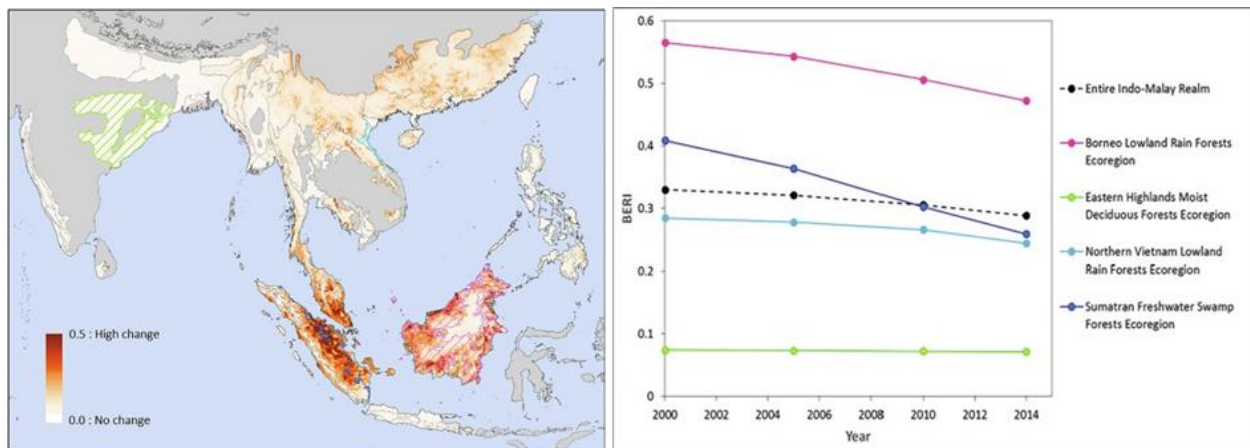 0.5 : High change
0.0 : No change
0.6
0.5
0.4
0.3
0.2
0.1
0
BERI
2000
2002
2004
2006
2008
2010
2012
2014
Year
Entire Indo-Malay Realm
Borneo Lowland Rain Forests
Ecoregion
Eastern Highlands Moist
Deciduous Forests Ecoregion
Northern Vietnam Lowland
Rain Forests Ecoregion
Sumatran Freshwater Swamp
Forests Ecoregion